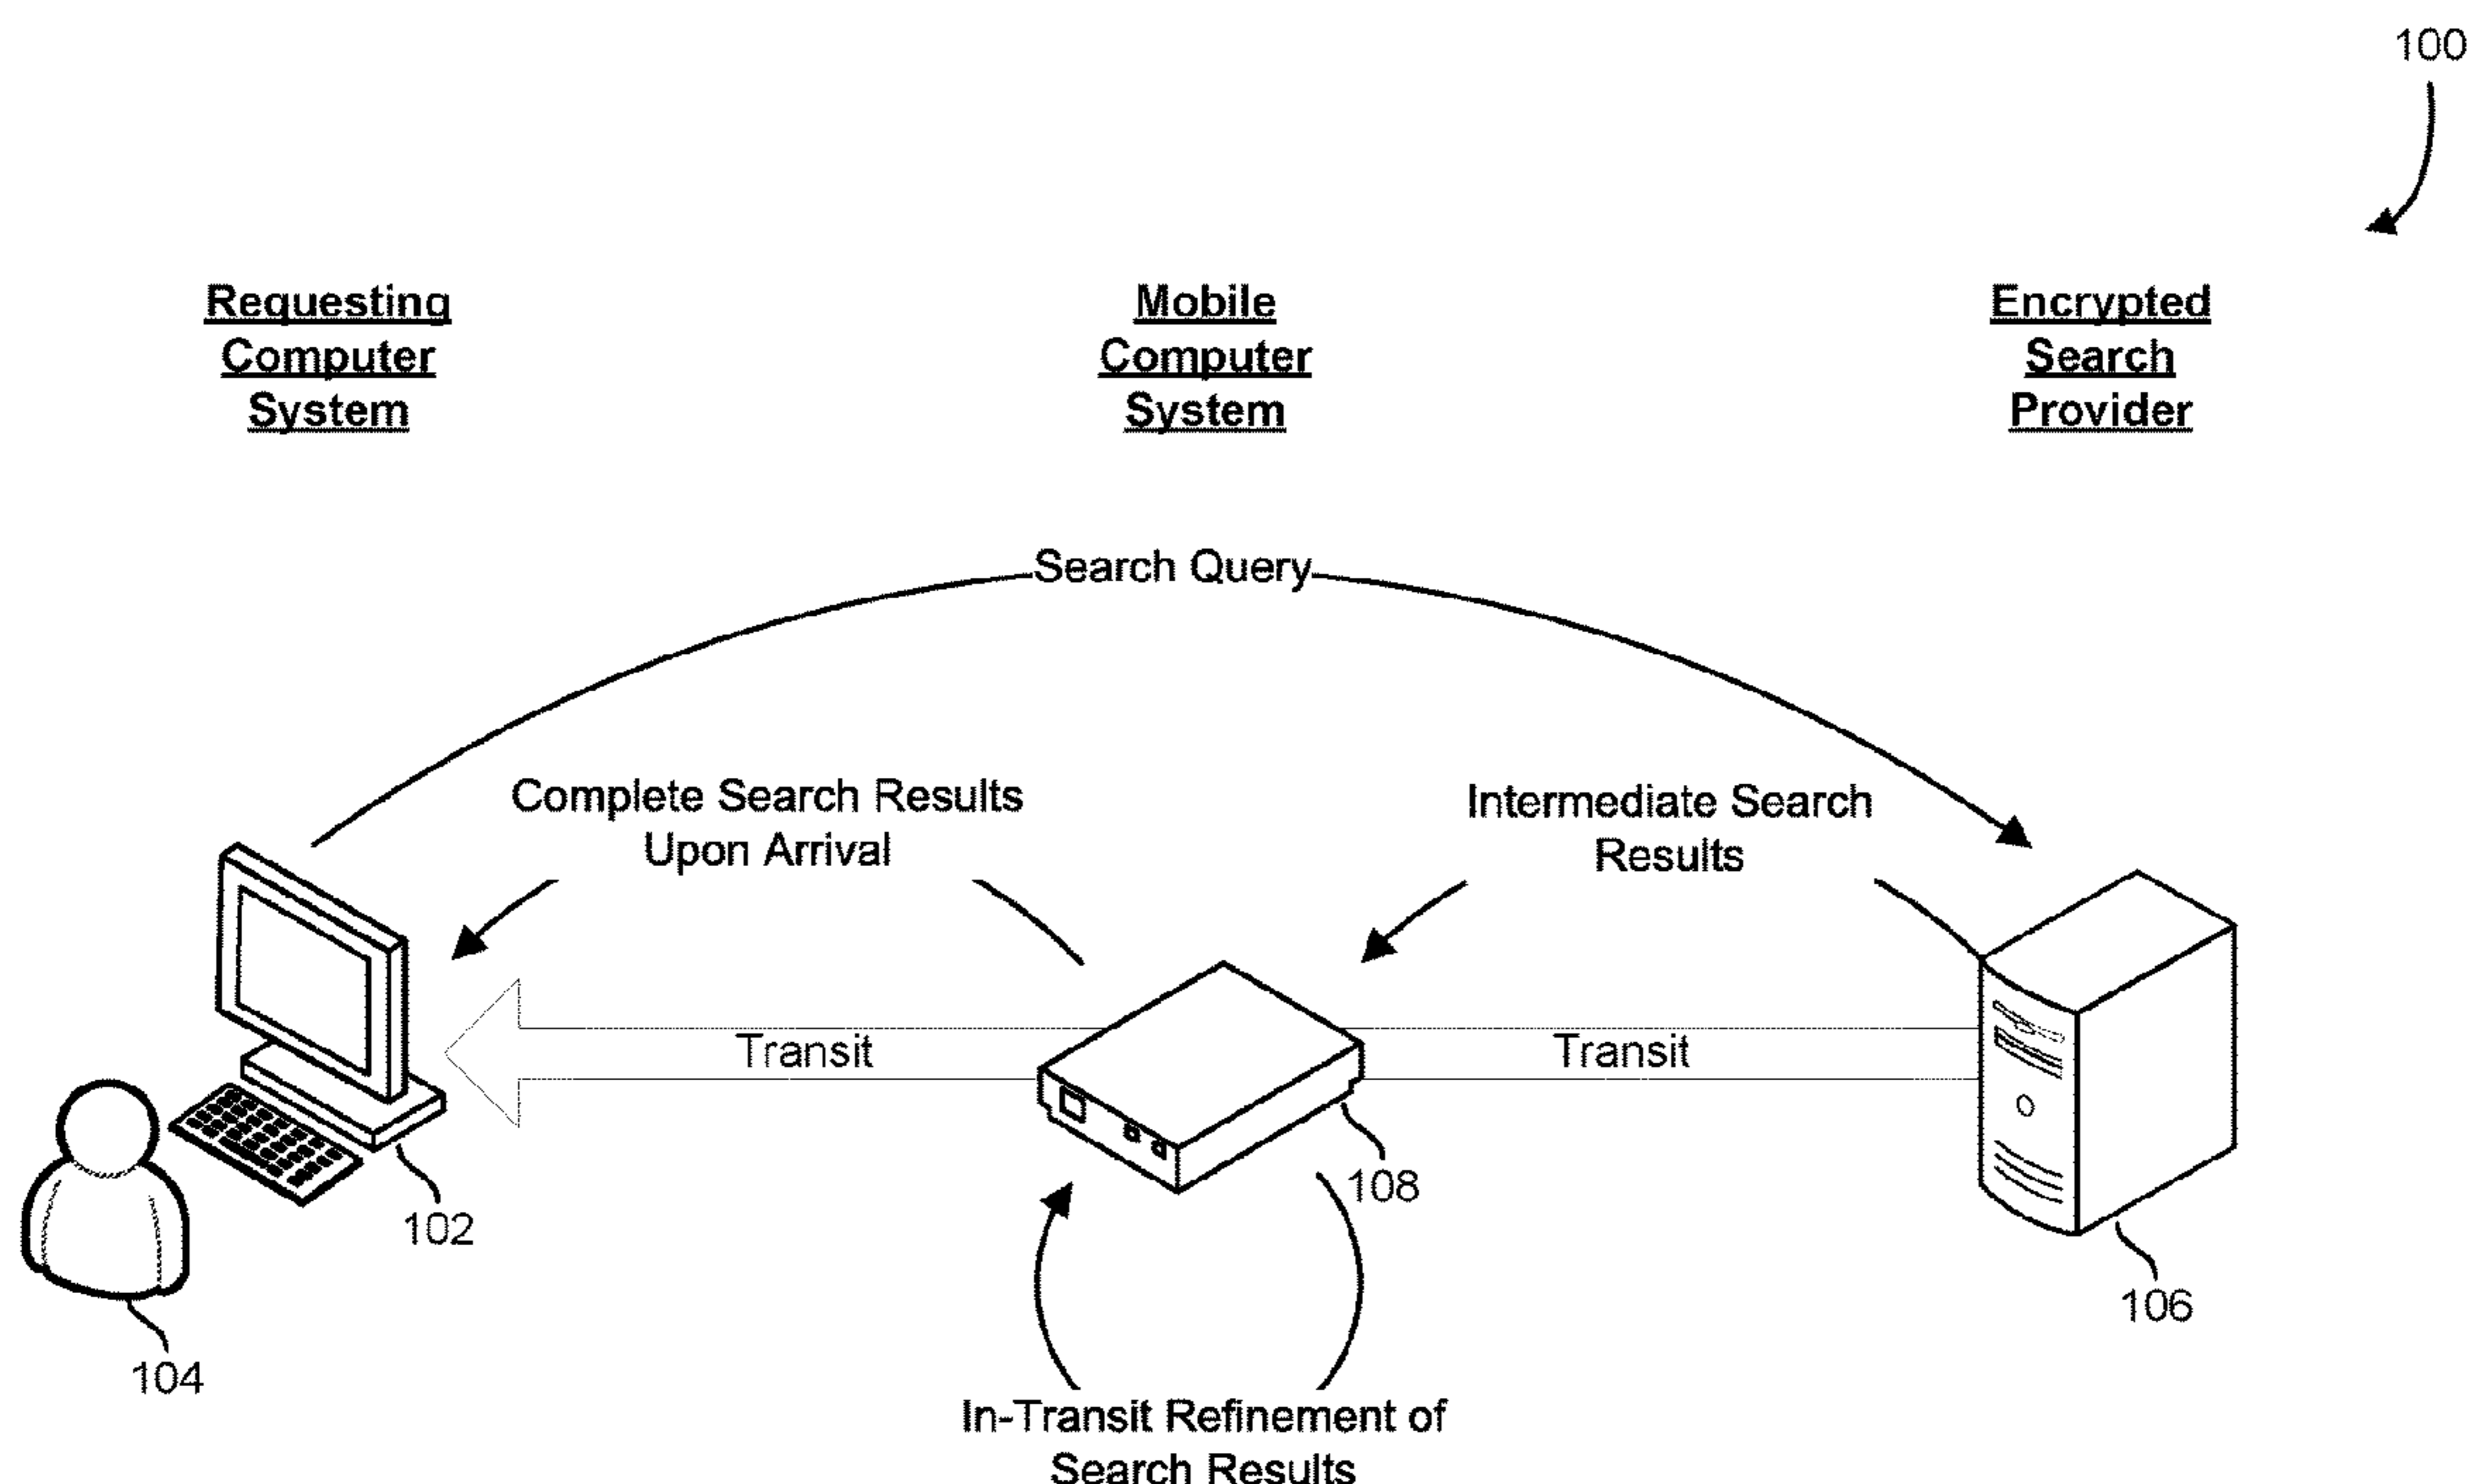 100
Requesting
Computer
System
Mobile
Computer
System
Encrypted
Search
Provider
Search Query
Complete Search Results
Upon Arrival
Intermediate Search
Results
Transit
Transit
108
102
106
104
In-Transit Refinement of
Search Results